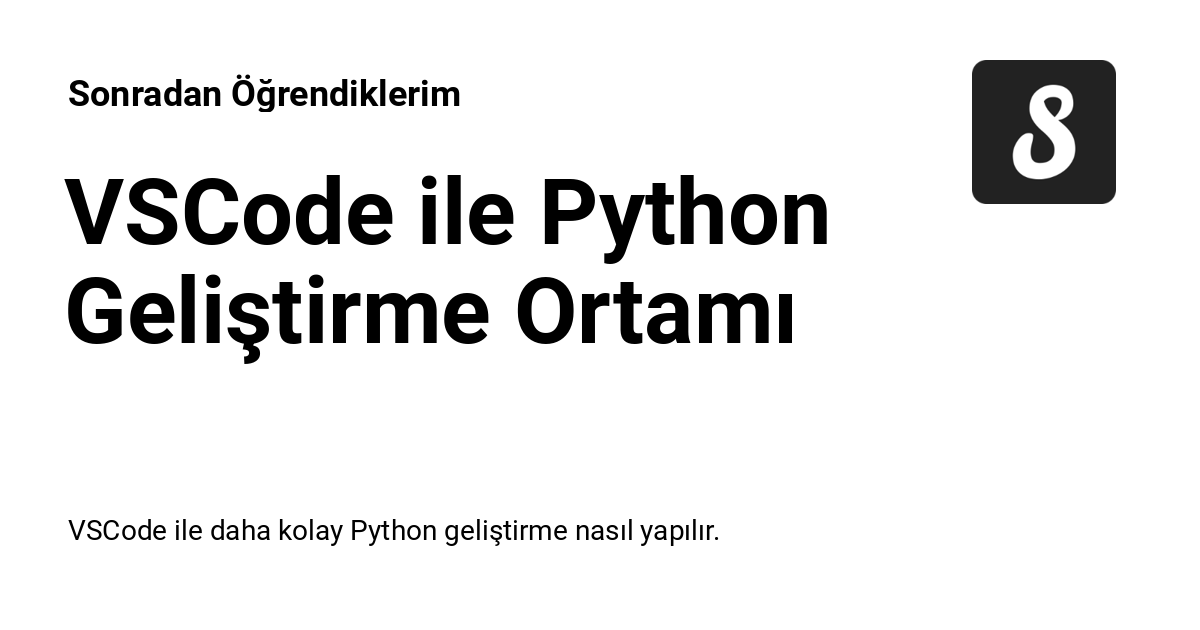 Sonradan Öğrendiklerim
S
VSCode ile Python
Geliştirme Ortamı
VSCode ile daha kolay Python geliştirme nasıl yapılır.